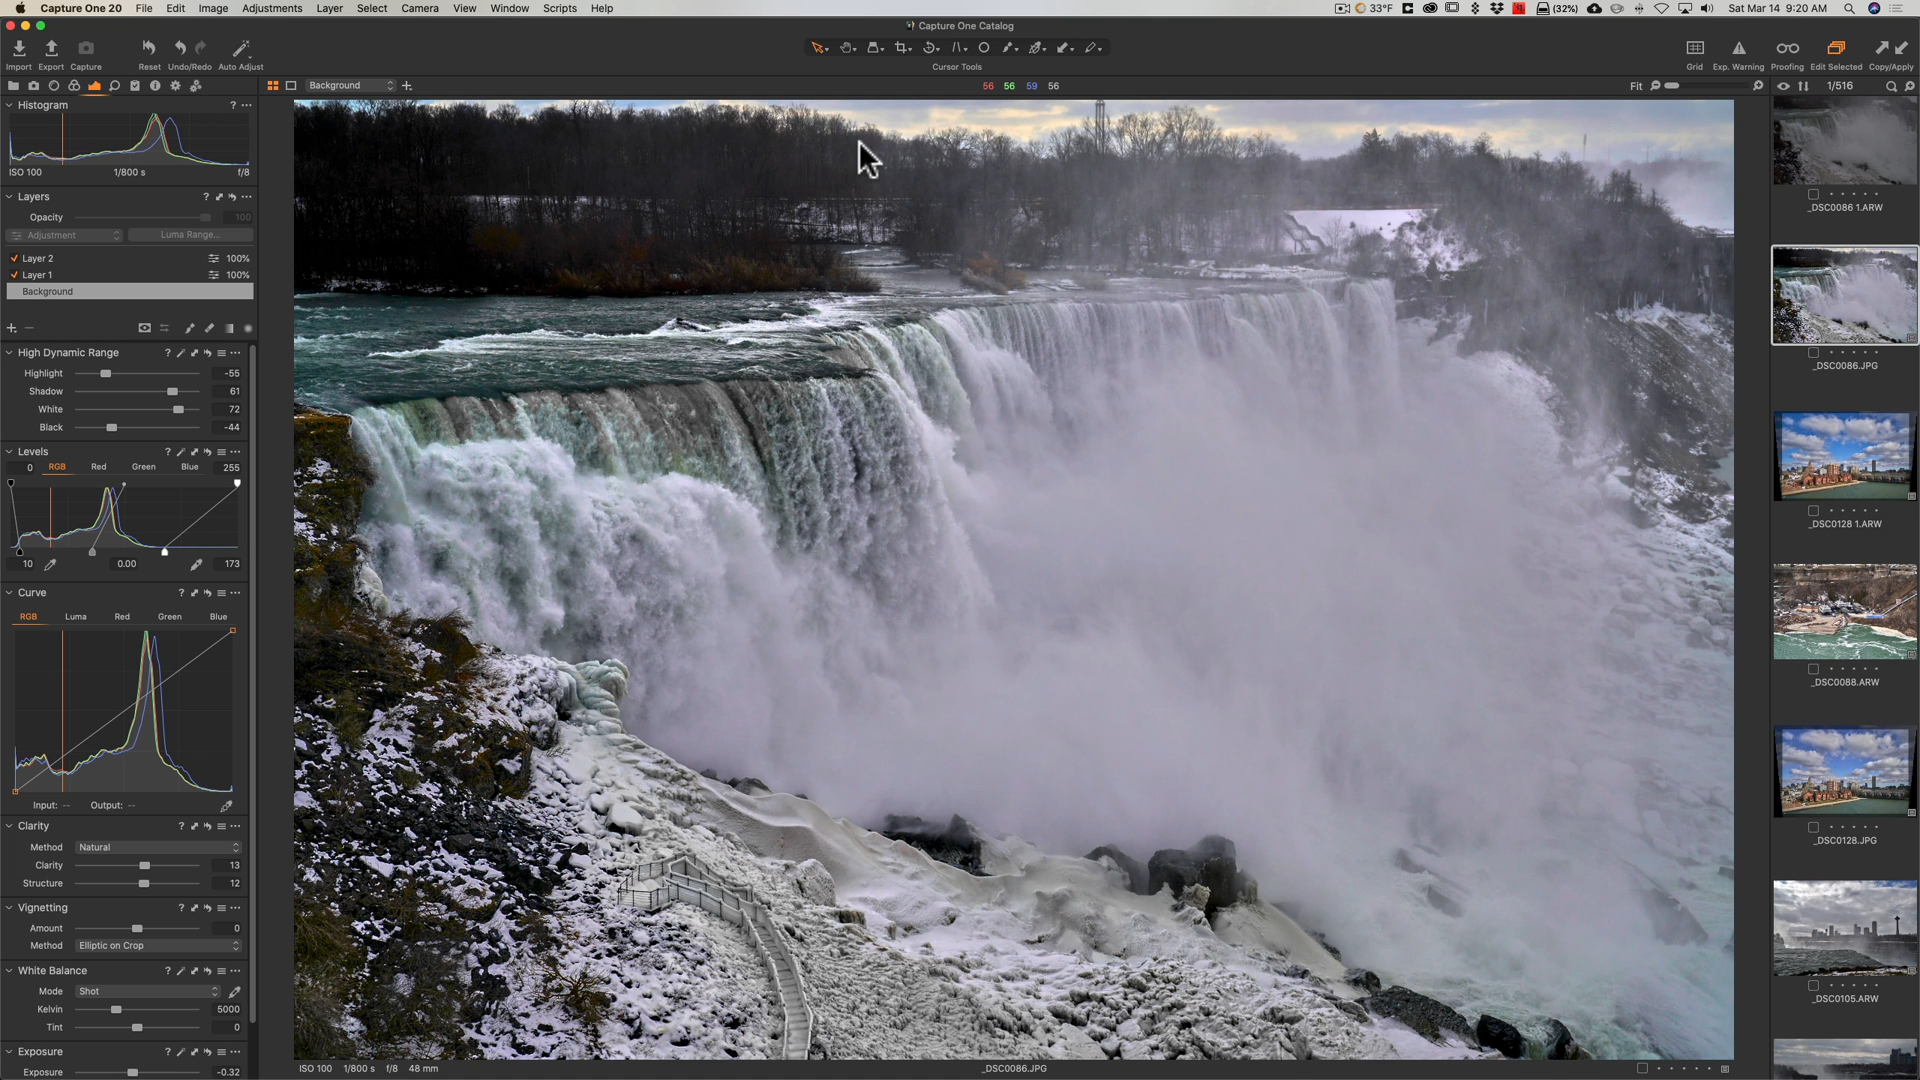 Capture One 20 File Edit Image Adjustments Layer Select Camera View Window Scripts Help 33°F (32%) Sat Mar 14 9:20 AM
Capture One Catalog
Import Export Capture Reset Undo/Redo Auto Adjust Cursor Tools Grid Exp. Warning Proofing Edit Selected Copy/Apply
Background 56 56 59 56 Fit 1/516
Histogram ?
ISO 100 1/800 s f/8
Layers ?
Opacity 100
Adjustment Luma Range...
Layer 2 100%
Layer 1 100%
Background
High Dynamic Range ?
Highlight -55
Shadow 61
White 72
Black -44
Levels ?
0 RGB Red Green Blue 255
10 0.00 173
Curve ?
RGB Luma Red Green Blue
Input: -- Output: --
Clarity ?
Method Natural
Clarity 13
Structure 12
Vignetting ?
Amount 0
Method Elliptic on Crop
White Balance ?
Mode Shot
Kelvin 5000
Tint 0
Exposure ?
Exposure -0.32
ISO 100 1/800 s f/8 48 mm _DSC0086.JPG
_DSC0086 1.ARW
_DSC0086.JPG
_DSC0128 1.ARW
_DSC0088.ARW
_DSC0128.JPG
_DSC0105.ARW